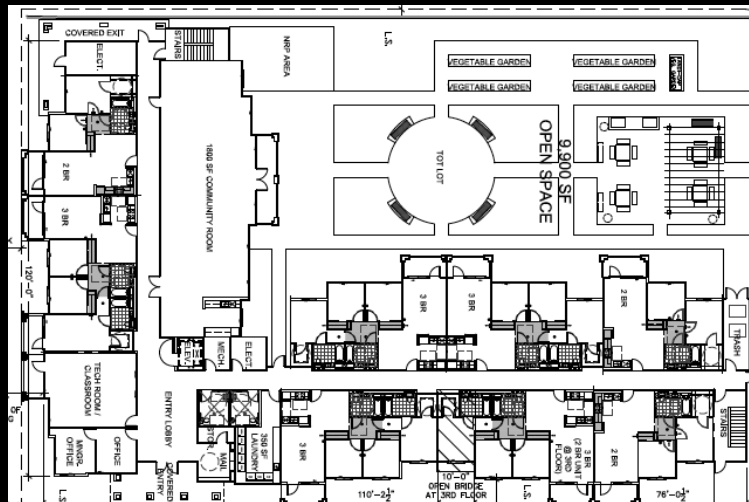 COVERED EXIT
ELECT.
STAIRS
NRP AREA
L.S.
VEGETABLE GARDEN
VEGETABLE GARDEN
VEGETABLE GARDEN
VEGETABLE GARDEN
2 BR
3 BR
1800 SF COMMUNITY ROOM
TOT LOT
9,900 SF
OPEN SPACE
120'-0"
3 BR
3 BR
2 BR
TRASH
ELEV.
MECH.
ELECT.
TECH ROOM /
CLASSROOM
ENTRY LOBBY
MNGR.
OFFICE
OFFICE
STOR.
MAIL
350 SF
LAUNDRY
3 BR
3 BR
(2 BR UNIT
@ 3RD
FLOOR)
2 BR
STAIRS
COVERED
ENTRY
L.S.
L.S.
10'-0"
OPEN BRIDGE
AT 3RD FLOOR
110'-2½"
76'-0½"
OF